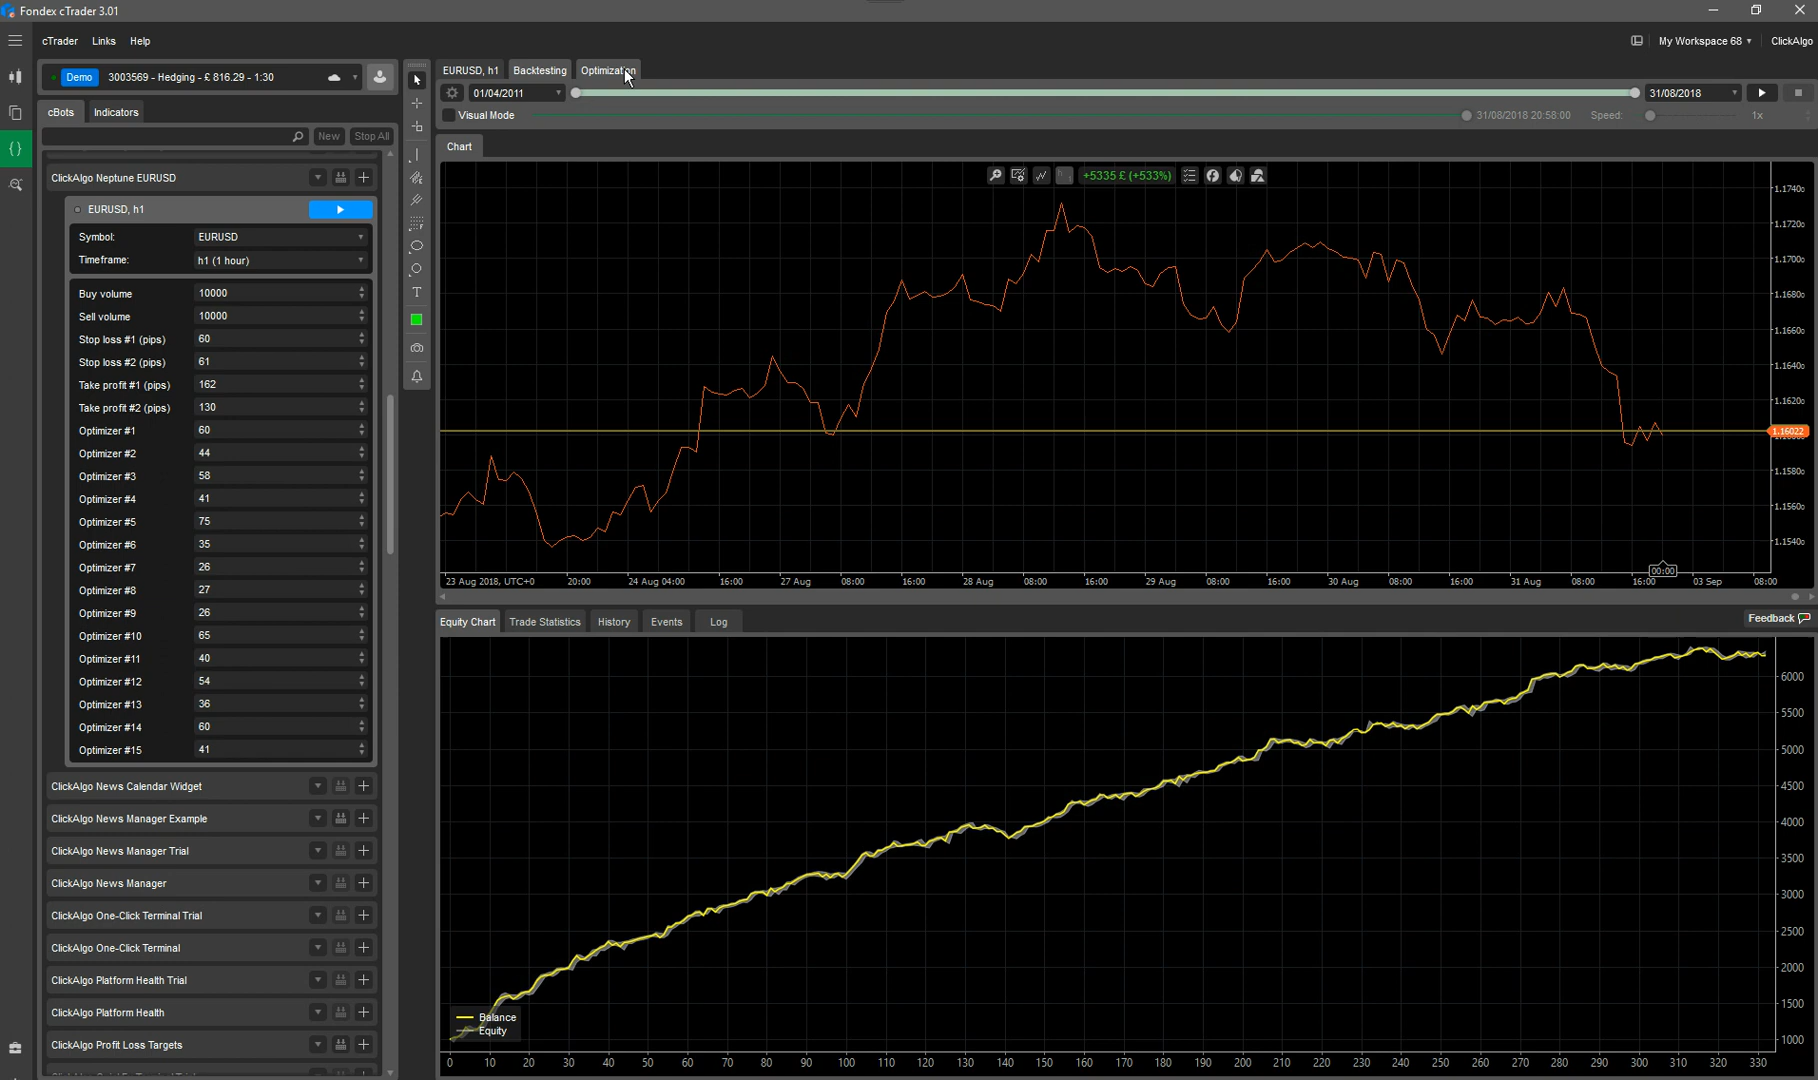 Fondex cTrader 3.01
cTrader Links Help
My Workspace 68 ClickAlgo
Demo 3003569 - Hedging - £ 816.29 - 1:30
cBots Indicators
New Stop All
ClickAlgo Neptune EURUSD
EURUSD, h1
Symbol: EURUSD
Timeframe: h1 (1 hour)
Buy volume 10000
Sell volume 10000
Stop loss #1 (pips) 60
Stop loss #2 (pips) 61
Take profit #1 (pips) 162
Take profit #2 (pips) 130
Optimizer #1 60
Optimizer #2 44
Optimizer #3 58
Optimizer #4 41
Optimizer #5 75
Optimizer #6 35
Optimizer #7 26
Optimizer #8 27
Optimizer #9 26
Optimizer #10 65
Optimizer #11 40
Optimizer #12 54
Optimizer #13 36
Optimizer #14 60
Optimizer #15 41
ClickAlgo News Calendar Widget
ClickAlgo News Manager Example
ClickAlgo News Manager Trial
ClickAlgo News Manager
ClickAlgo One-Click Terminal Trial
ClickAlgo One-Click Terminal
ClickAlgo Platform Health Trial
ClickAlgo Platform Health
ClickAlgo Profit Loss Targets
EURUSD, h1 Backtesting Optimization
01/04/2011 31/08/2018
Visual Mode 31/08/2018 20:58:00 Speed: 1x
Chart
+5335 £ (+533%)
1.1740
1.1720
1.1700
1.1680
1.1660
1.1640
1.1620
1.16022
1.1580
1.1560
1.1540
00:00
23 Aug 2018, UTC+0 20:00 24 Aug 04:00 16:00 27 Aug 08:00 16:00 28 Aug 08:00 16:00 29 Aug 08:00 16:00 30 Aug 08:00 16:00 31 Aug 08:00 16:00 03 Sep 08:00
Equity Chart Trade Statistics History Events Log
Feedback
6000
5500
5000
4500
4000
3500
3000
2500
2000
1500
1000
Balance
Equity
0 10 20 30 40 50 60 70 80 90 100 110 120 130 140 150 160 170 180 190 200 210 220 230 240 250 260 270 280 290 300 310 320 330